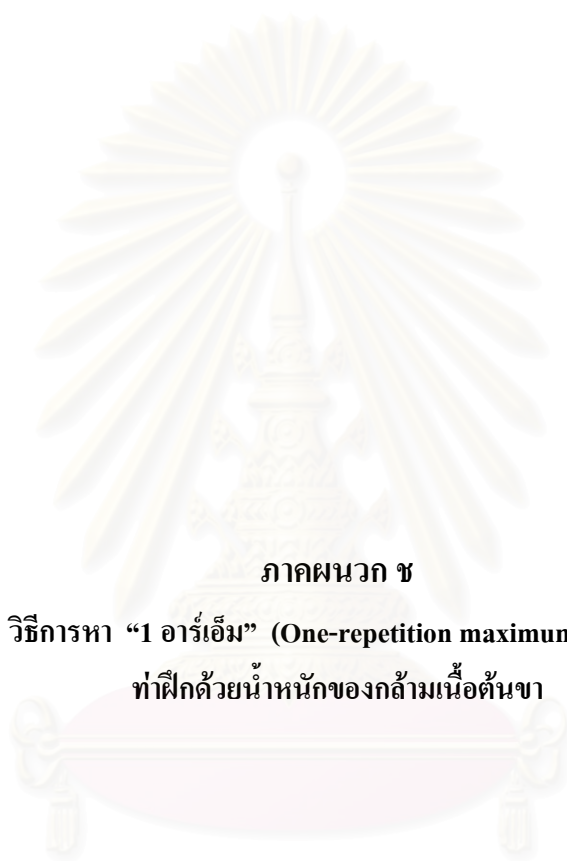 ภาคผนวก ช
วิธีการหา “1 อาร์เอ็ม” (One-repetition maximum
ท่าฝึกด้วยน้ำหนักของกล้ามเนื้อต้นขา